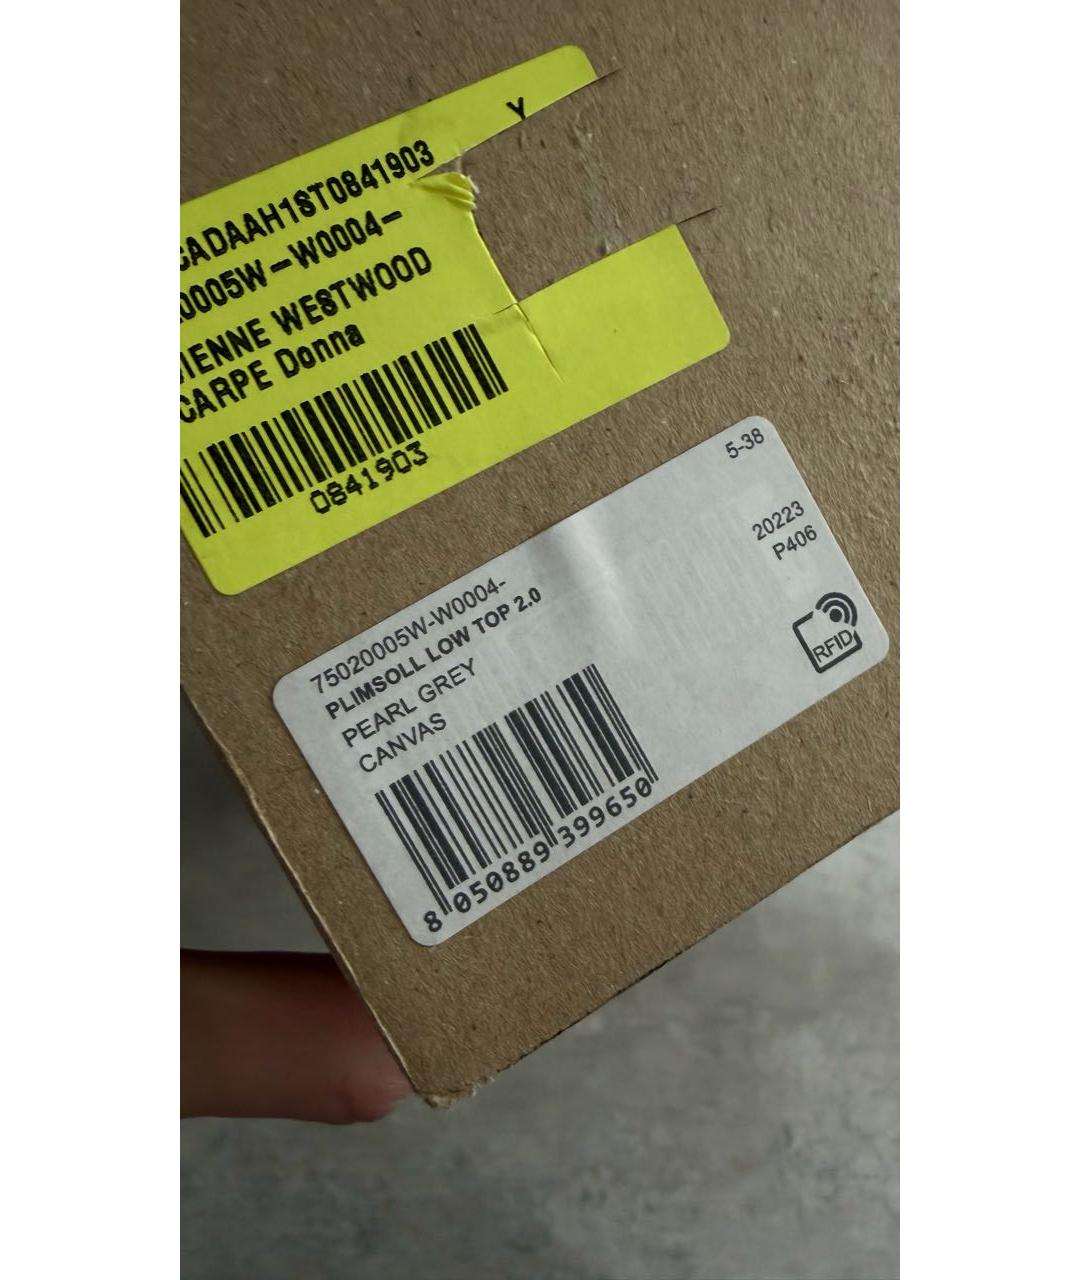 Y
CADAAH1ST0841903
0005W-W0004-
IENNE WESTWOOD
CARPE Donna
0841903
5-38
75020005W-W0004-
20223
PLIMSOLL LOW TOP 2.0
P406
PEARL GREY
CANVAS
RFID
8 050889 399650